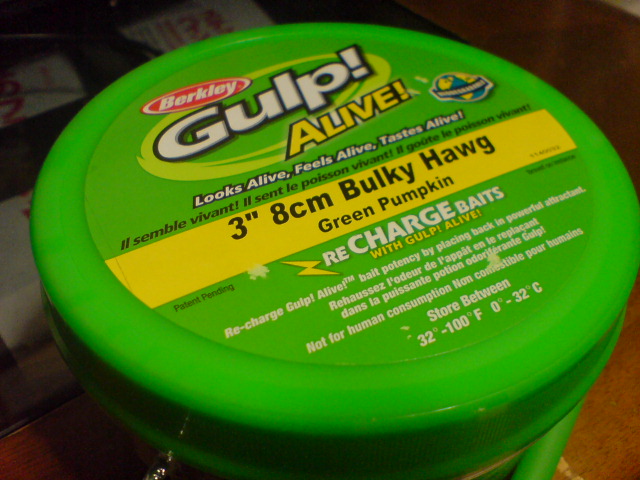 Berkley
Gulp!
ALIVE!
Looks Alive, Feels Alive, Tastes Alive!
Il semble vivant! Il sent le poisson vivant! Il goûte le poisson vivant!
3" 8cm Bulky Hawg
Green Pumpkin
RECHARGE BAITS
WITH GULP! ALIVE!
Patent Pending
Re-charge Gulp! Alive!™ bait potency by placing back in powerful attractant.
Rehaussez l'odeur de l'appât en le replaçant
dans la puissante potion odorante Gulp!
Not for human consumption Non comestible pour humains
Store Between
32°-100°F 0°-32°C